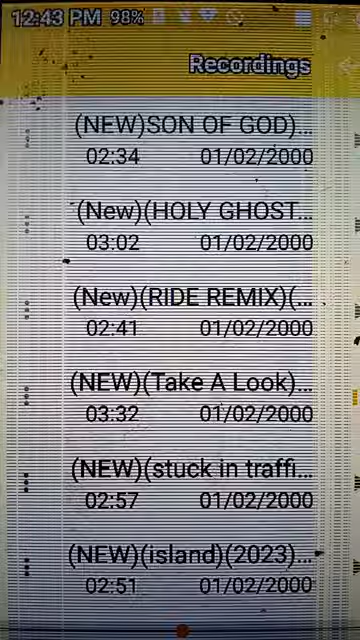 12:43 PM 98%
Recordings
(NEW)SON OF GOD)...
02:34 01/02/2000
(New)(HOLY GHOST...
03:02 01/02/2000
(New)(RIDE REMIX)(...
02:41 01/02/2000
(NEW)(Take A Look)...
03:32 01/02/2000
(NEW)(stuck in traffi...
02:57 01/02/2000
(NEW)(island)(2023)...
02:51 01/02/2000